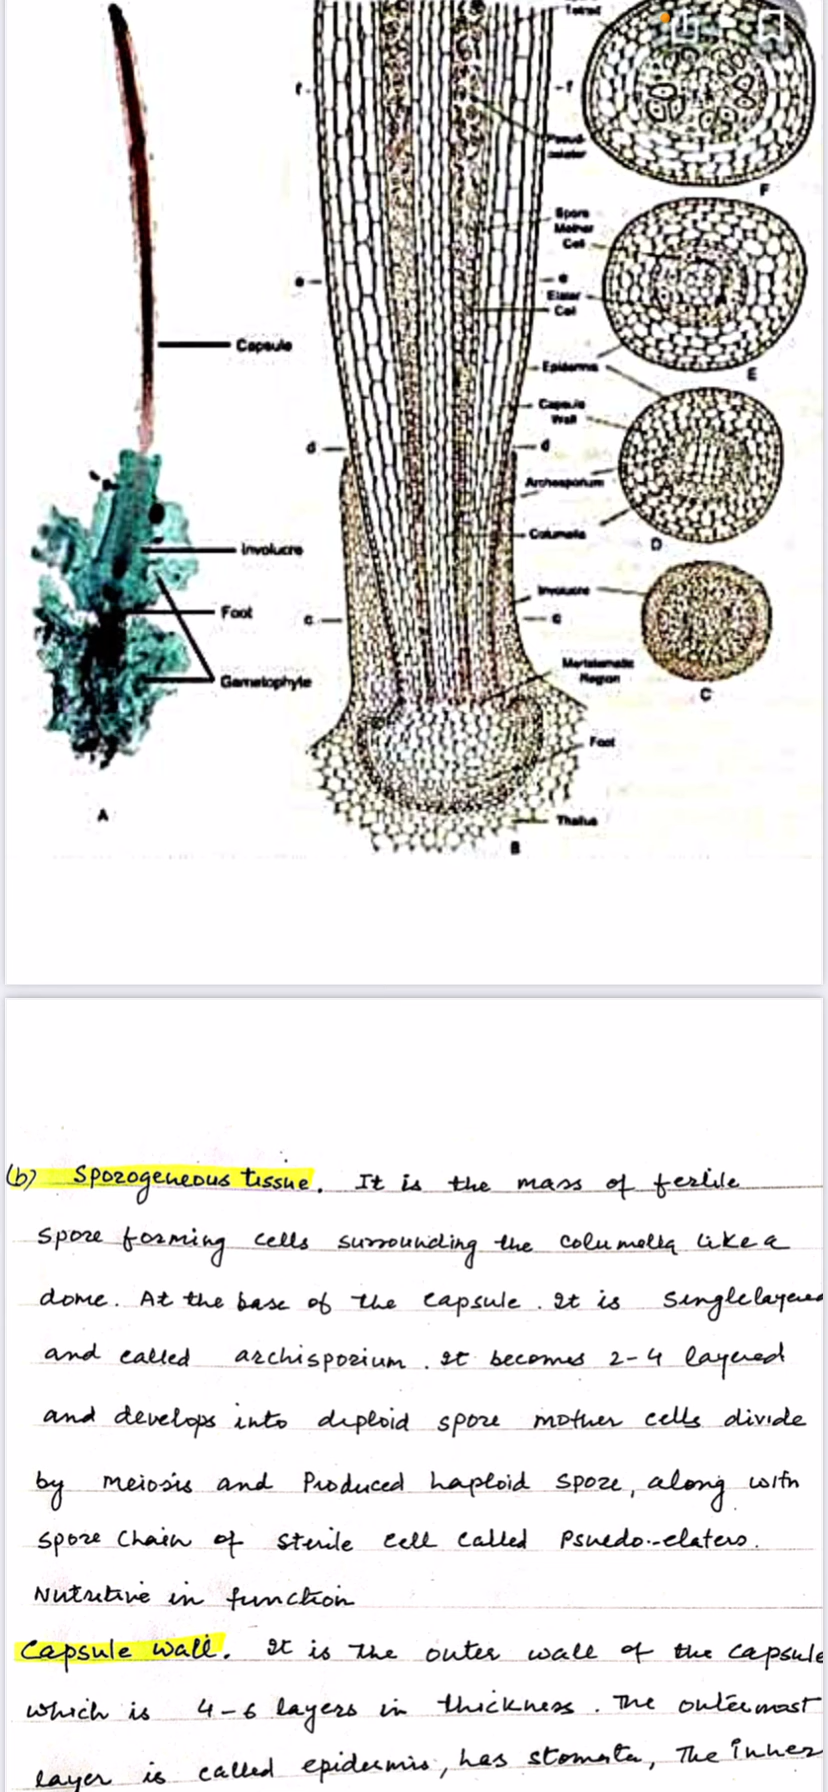 Tetrad
f
f
Pseud-
elater
F
Spore
Mother
Cell
e
e
Elater
Cell
Capsule
Epidermis
E
Capsule
Wall
d
d
Archesporium
Columella
D
Involucre
Involucre
Foot
c
c
Meristematic
Region
Gametophyte
C
Foot
A
Thallus
B
(b) Sporogeneous tissue. It is the mass of fertile
spore forming cells surrounding the columella like a
dome. At the base of the capsule. It is singlelayered
and called archisporium. It becomes 2-4 layered
and develops into diploid spore mother cells divide
by meiosis and Produced haploid spore, along with
spore chain of sterile cell called Psuedo-elaters.
Nutritive in function
Capsule wall. It is the outer wall of the capsule
which is 4-6 layers in thickness. The outermost
layer is called epidermis, has stomata, The inner